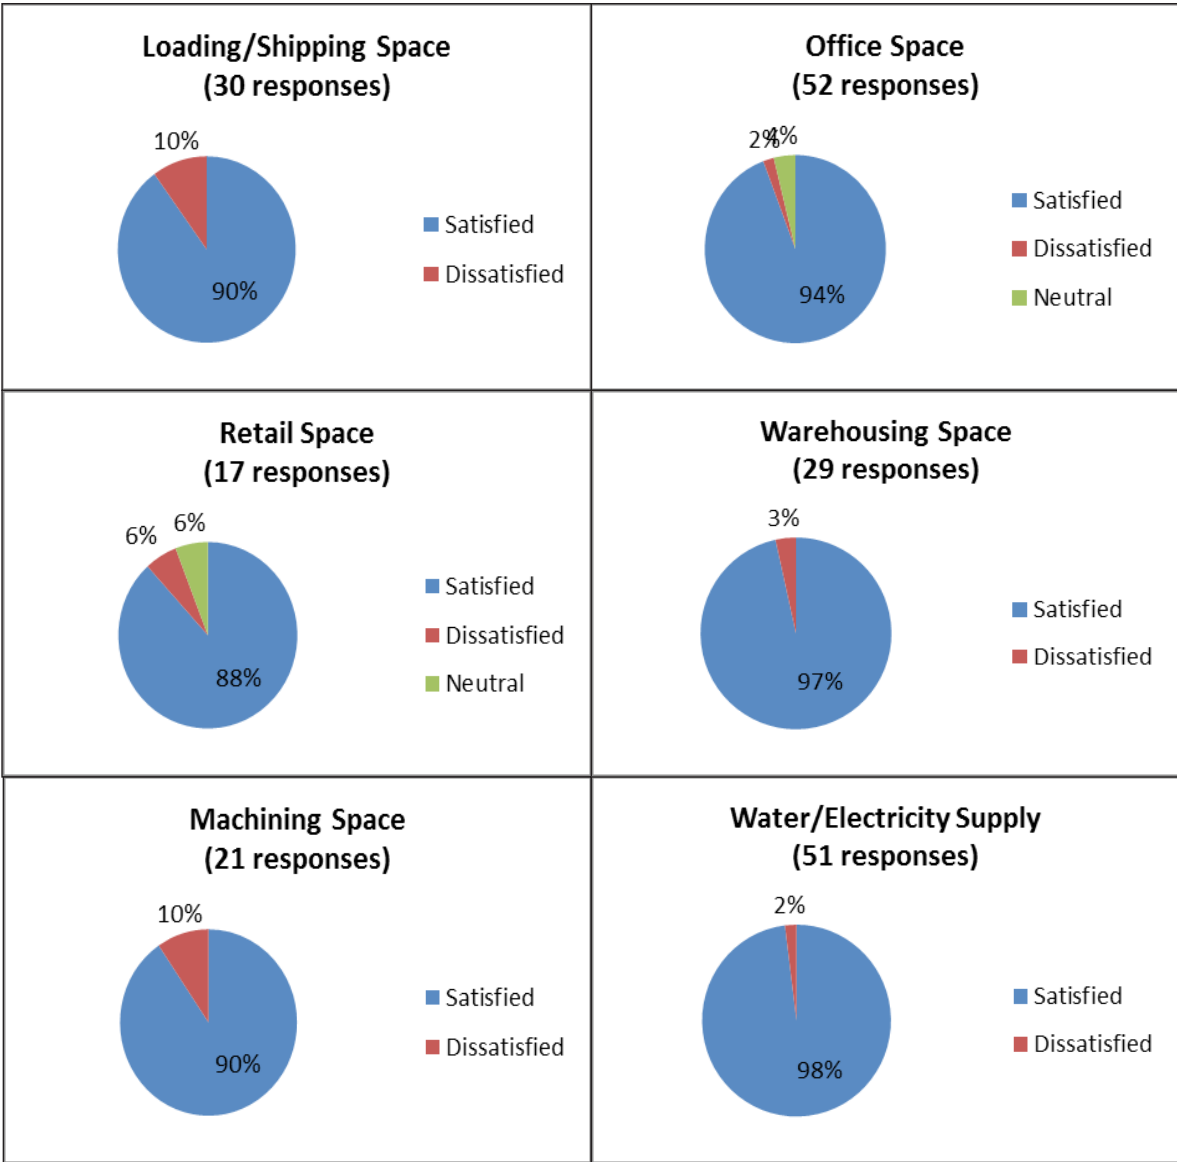 Loading/Shipping Space
(30 responses)
10%
90%
Satisfied
Dissatisfied
Office Space
(52 responses)
2%
4%
94%
Satisfied
Dissatisfied
Neutral
Retail Space
(17 responses)
6%
6%
88%
Satisfied
Dissatisfied
Neutral
Warehousing Space
(29 responses)
3%
97%
Satisfied
Dissatisfied
Machining Space
(21 responses)
10%
90%
Satisfied
Dissatisfied
Water/Electricity Supply
(51 responses)
2%
98%
Satisfied
Dissatisfied